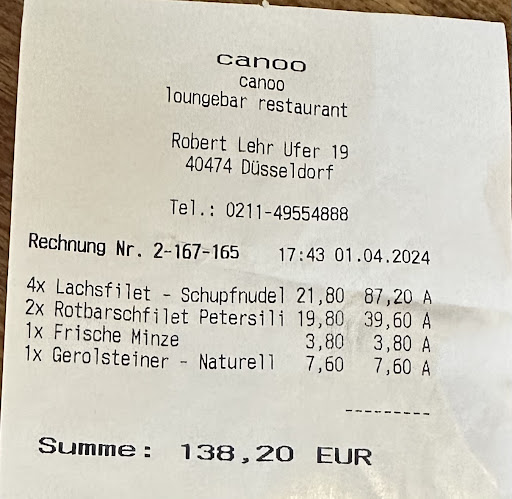 canoo
canoo
loungebar restaurant
Robert Lehr Ufer 19
40474 Düsseldorf
Tel.: 0211-49554888
Rechnung Nr. 2-167-165 17:43 01.04.2024
4x Lachsfilet - Schupfnudel 21,80 87,20 A
2x Rotbarschfilet Petersili 19,80 39,60 A
1x Frische Minze 3,80 3,80 A
1x Gerolsteiner - Naturell 7,60 7,60 A
---------
Summe: 138,20 EUR